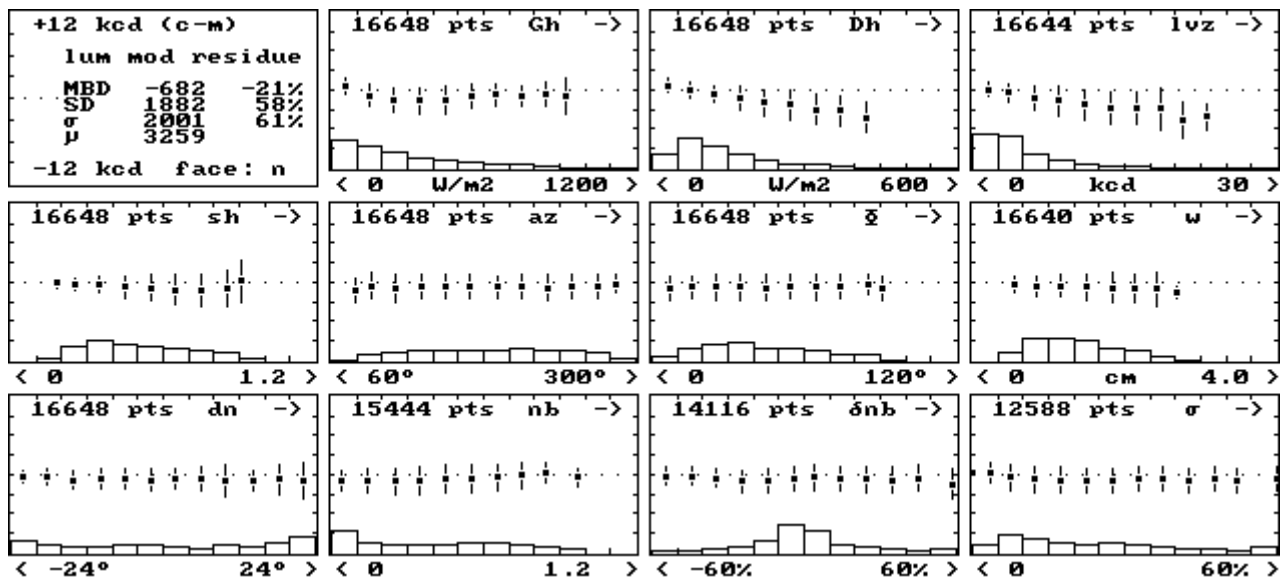 +12 kcd (c-m)
lum mod residue
MBD -682 -21%
SD 1882 58%
σ 2001 61%
μ 3259
-12 kcd face: n
16648 pts Gh ->
< 0 W/m2 1200 >
16648 pts Dh ->
< 0 W/m2 600 >
16644 pts lvz ->
< 0 kcd 30 >
16648 pts sh ->
< 0 1.2 >
16648 pts az ->
< 60° 300° >
16648 pts Φ ->
< 0 120° >
16640 pts w ->
< 0 cm 4.0 >
16648 pts dn ->
< -24° 24° >
15444 pts nb ->
< 0 1.2 >
14116 pts δnb ->
< -60% 60% >
12588 pts σ ->
< 0 60% >